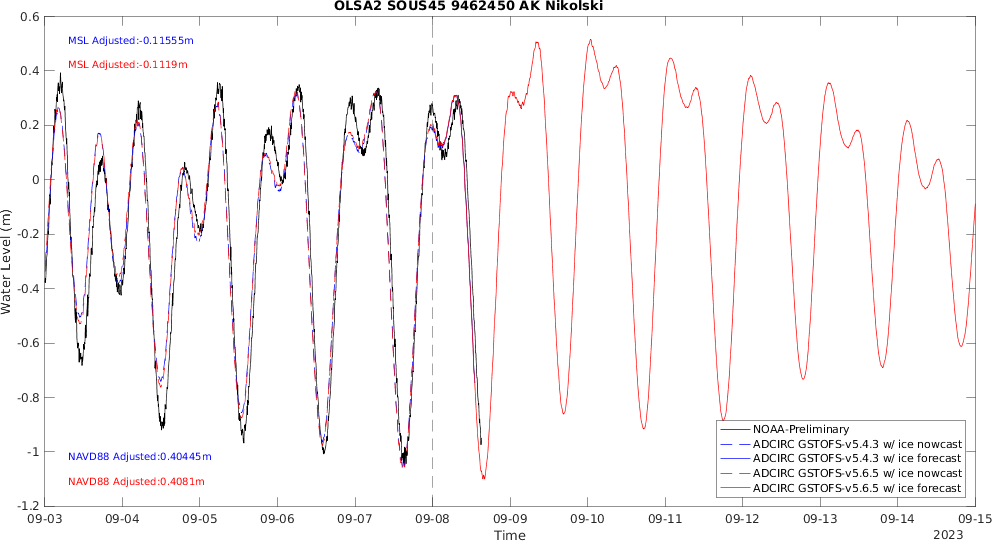 OLSA2 SOUS45 9462450 AK Nikolski
MSL Adjusted:-0.11555m
MSL Adjusted:-0.1119m
NAVD88 Adjusted:0.40445m
NAVD88 Adjusted:0.4081m
Water Level (m)
0.6
0.4
0.2
0
-0.2
-0.4
-0.6
-0.8
-1
-1.2
NOAA-Preliminary
ADCIRC GSTOFS-v5.4.3 w/ ice nowcast
ADCIRC GSTOFS-v5.4.3 w/ ice forecast
ADCIRC GSTOFS-v5.6.5 w/ ice nowcast
ADCIRC GSTOFS-v5.6.5 w/ ice forecast
09-03 09-04 09-05 09-06 09-07 09-08 09-09 09-10 09-11 09-12 09-13 09-14 09-15
Time
2023